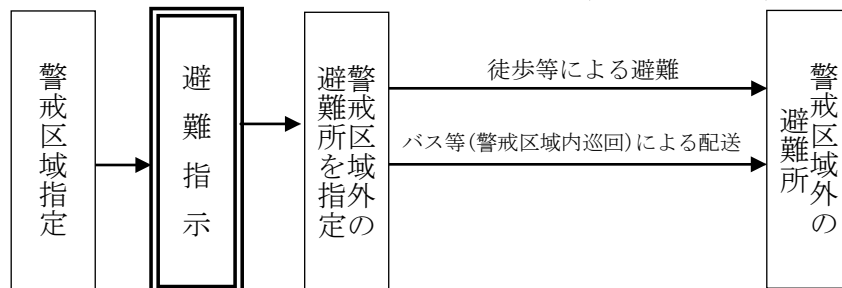 警戒区域指定
避難指示
警戒区域外の
避難所を指定
徒歩等による避難
バス等(警戒区域内巡回)による配送
警戒区域外の
避難所